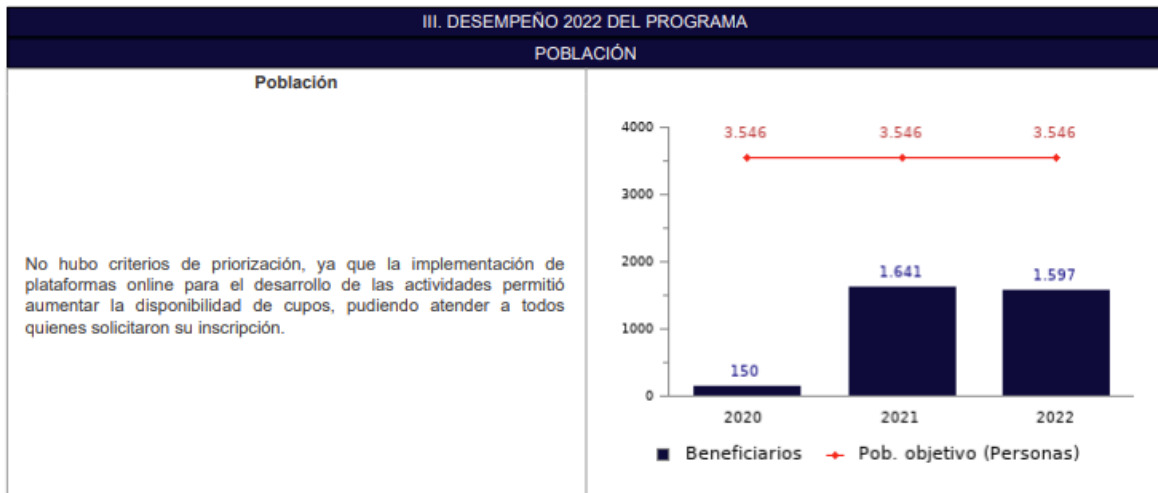 III. DESEMPEÑO 2022 DEL PROGRAMA
POBLACIÓN
Población
No hubo criterios de priorización, ya que la implementación de
plataformas online para el desarrollo de las actividades permitió
aumentar la disponibilidad de cupos, pudiendo atender a todos
quienes solicitaron su inscripción.
4000
3000
2000
1000
0
3.546 3.546 3.546
150 1.641 1.597
2020 2021 2022
Beneficiarios Pob. objetivo (Personas)